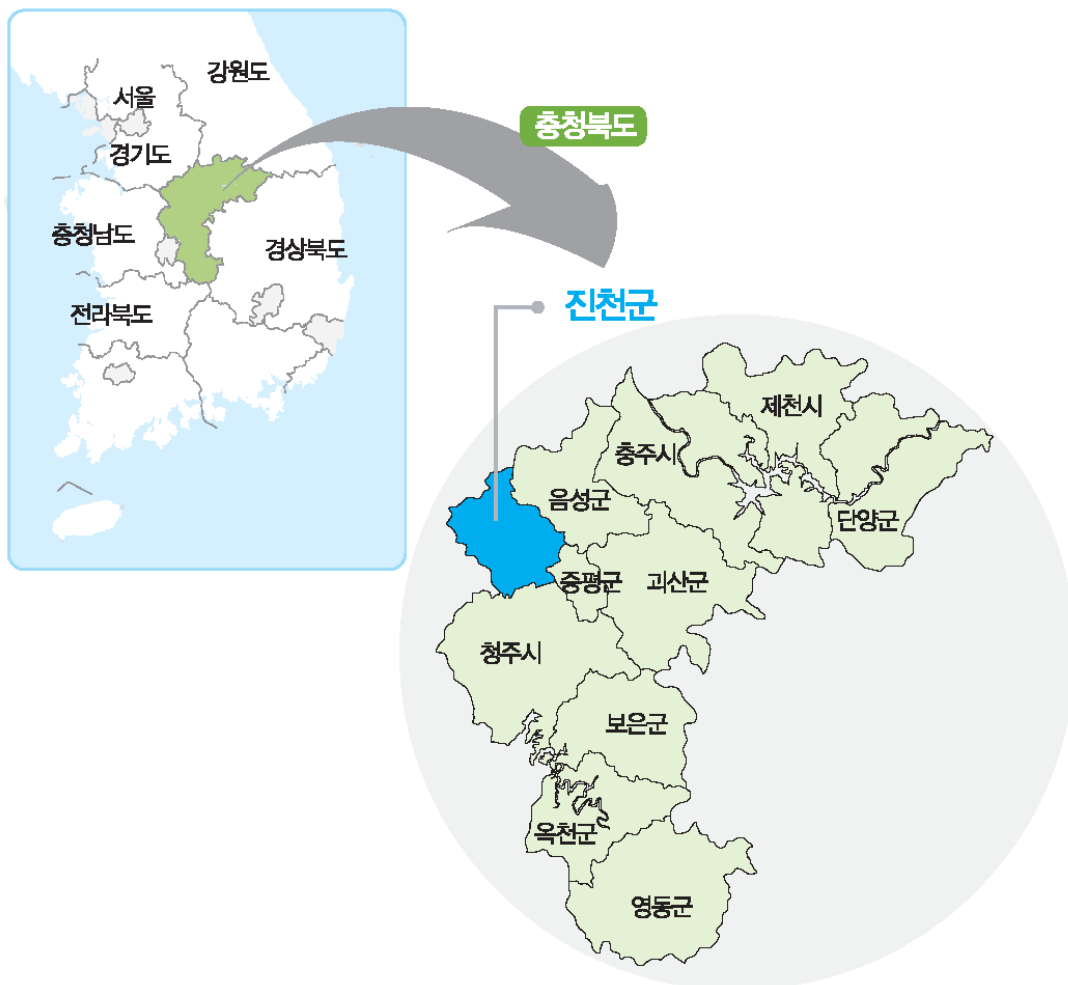 강원도
서울
경기도
충청남도
경상북도
전라북도
충청북도
진천군
제천시
충주시
음성군
단양군
증평군
괴산군
청주시
보은군
옥천군
영동군